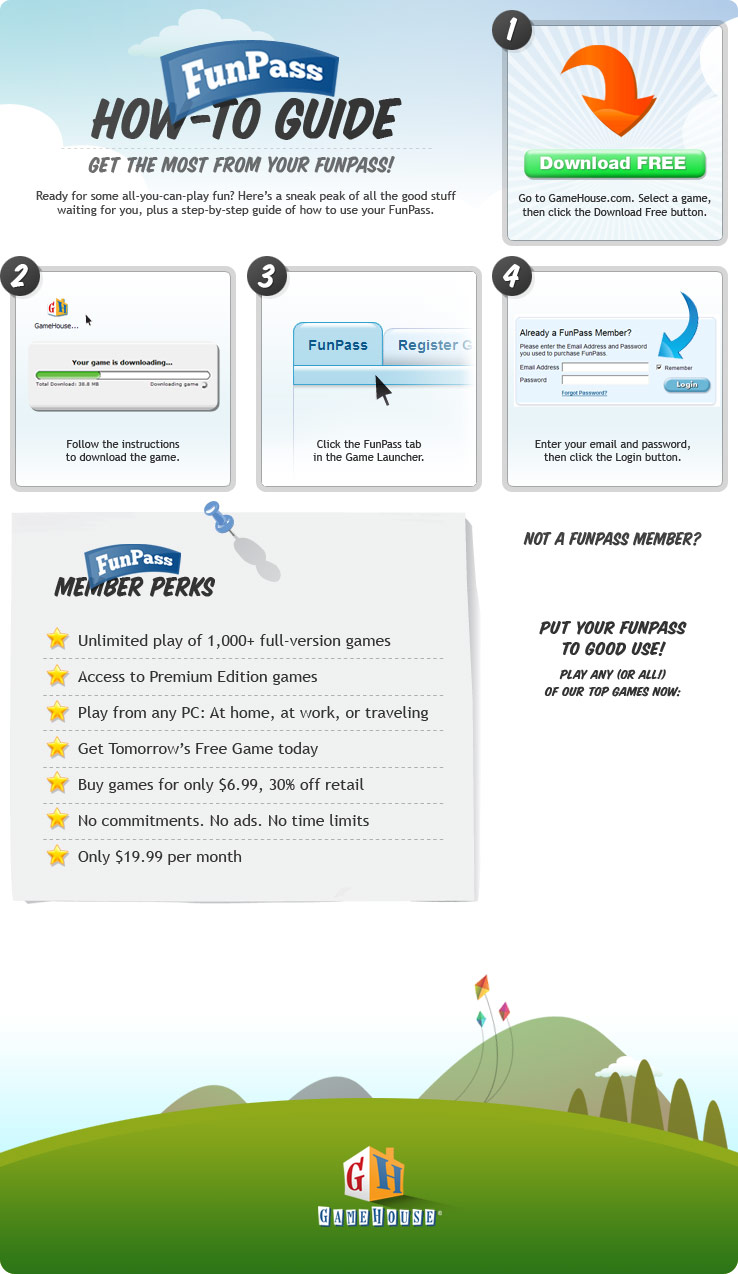 FunPass
HOW-TO GUIDE
GET THE MOST FROM YOUR FUNPASS!
Ready for some all-you-can-play fun? Here's a sneak peak of all the good stuff
waiting for you, plus a step-by-step guide of how to use your FunPass.
1
Download FREE
Go to GameHouse.com. Select a game,
then click the Download Free button.
2
GH
GameHouse...
Your game is downloading...
Total Download: 38.8 MB Downloading game
Follow the instructions
to download the game.
3
FunPass Register G
Click the FunPass tab
in the Game Launcher.
4
Already a FunPass Member?
Please enter the Email Address and Password
you used to purchase FunPass.
Email Address Remember
Password Login
Forgot Password?
Enter your email and password,
then click the Login button.
FunPass
MEMBER PERKS
Unlimited play of 1,000+ full-version games
Access to Premium Edition games
Play from any PC: At home, at work, or traveling
Get Tomorrow's Free Game today
Buy games for only $6.99, 30% off retail
No commitments. No ads. No time limits
Only $19.99 per month
NOT A FUNPASS MEMBER?
PUT YOUR FUNPASS
TO GOOD USE!
PLAY ANY (OR ALL!)
OF OUR TOP GAMES NOW:
GH
GAMEHOUSE®